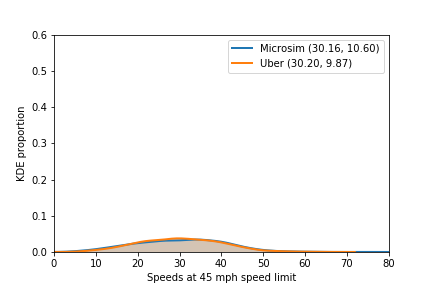 0.6
0.5
0.4
0.3
0.2
0.1
0.0
KDE proportion
Microsim (30.16, 10.60)
Uber (30.20, 9.87)
0 10 20 30 40 50 60 70 80
Speeds at 45 mph speed limit